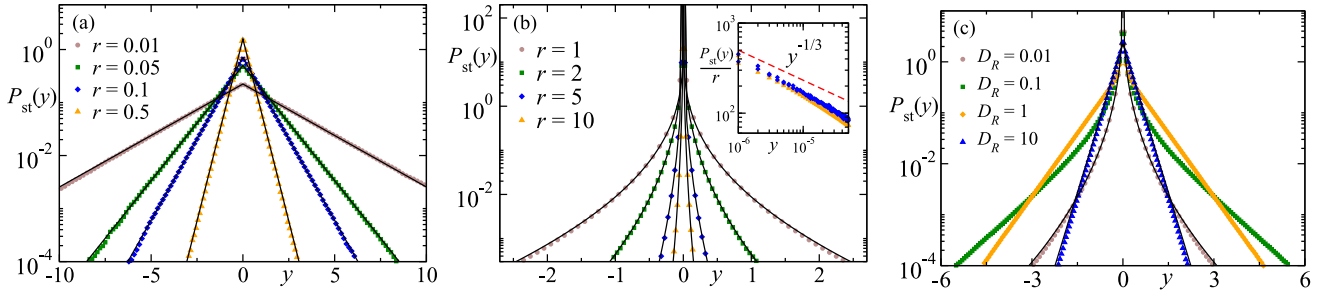 (a)
r = 0.01
r = 0.05
r = 0.1
r = 0.5
P_st(y)
10^0
10^-2
10^-4
-10 -5 0 5 10
y
(b)
r = 1
r = 2
r = 5
r = 10
10^2
10^0
10^-2
-2 -1 0 1 2
y
P_st(y)
r
10^3
10^2
y^-1/3
10^-6 y 10^-5
(c)
D_R = 0.01
D_R = 0.1
D_R = 1
D_R = 10
P_st(y)
10^0
10^-2
10^-4
-6 -3 0 3 6
y